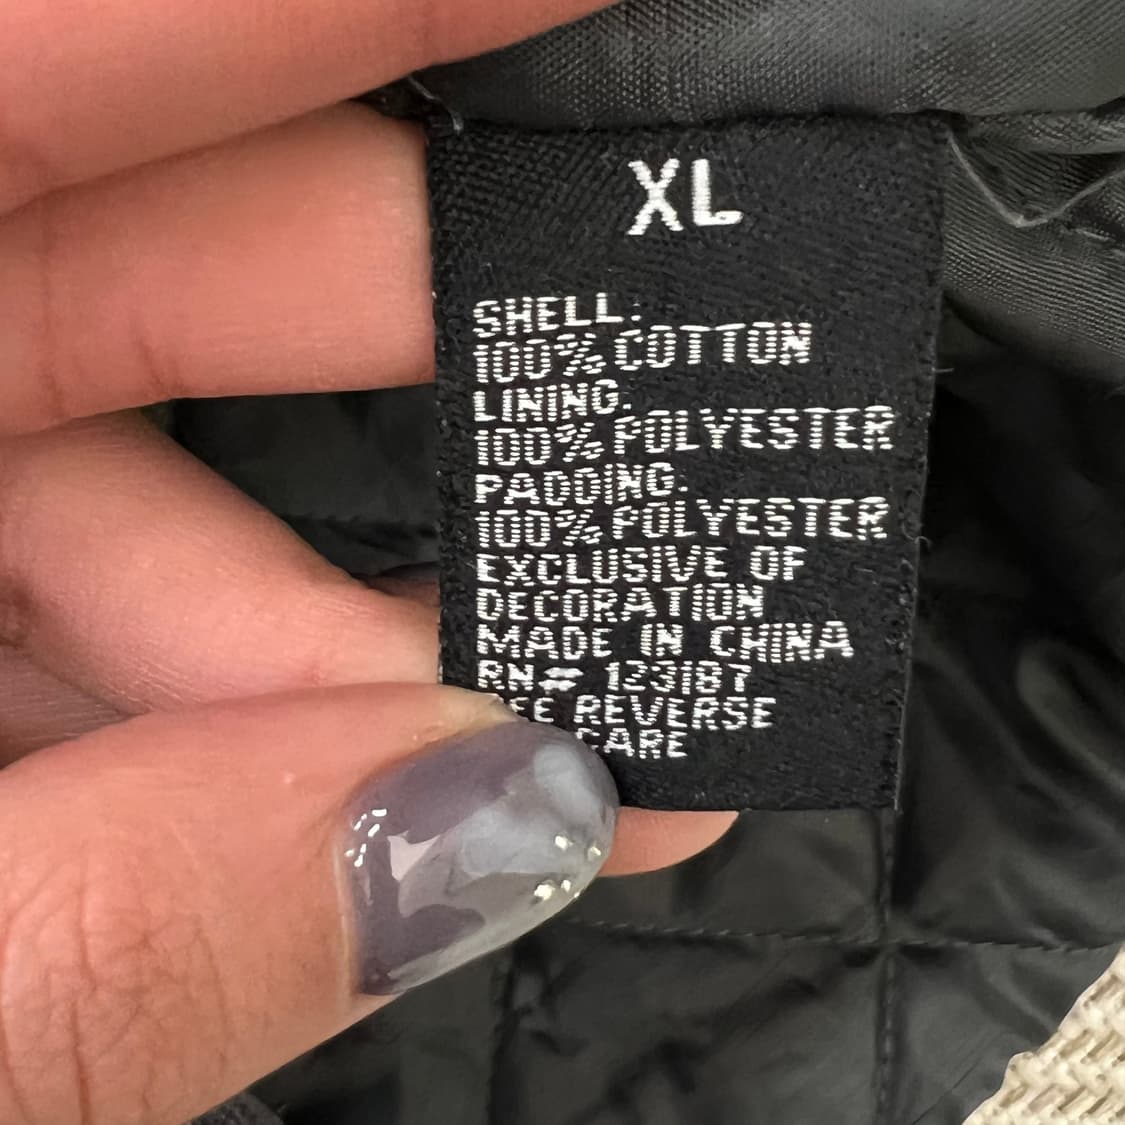 XL
SHELL:
100% COTTON
LINING:
100% POLYESTER
PADDING:
100% POLYESTER
EXCLUSIVE OF
DECORATION
MADE IN CHINA
RN# 123187
REVERSE
CARE